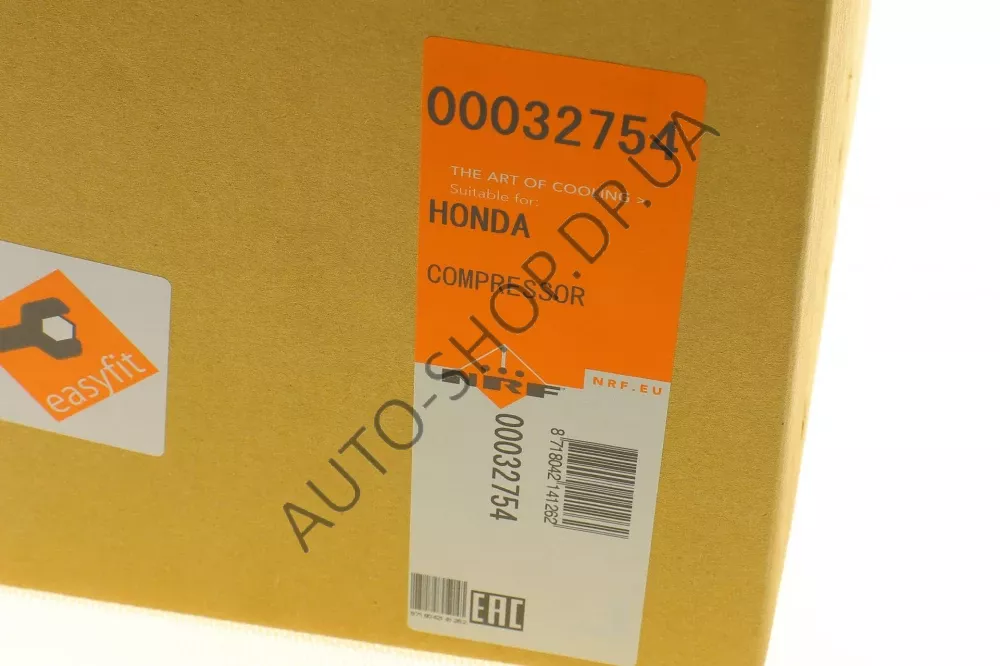 00032754
THE ART OF COOLING >
Suitable for:
HONDA
COMPRESSOR
NRF
NRF.EU
00032754
8 718042 141262
EAC
easyfit
AUTO-SHOP.DP.UA